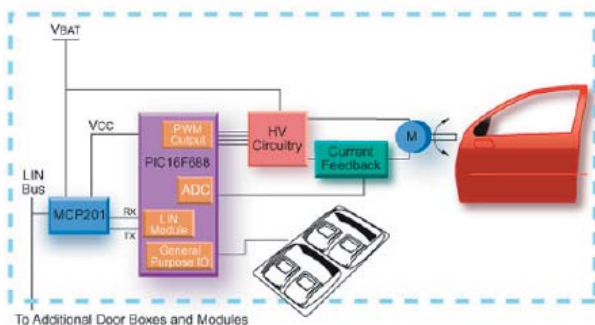 VBAT
VCC
PWM
Output
HV
Circuitry
M
PIC16F688
Current
Feedback
LIN
Bus
ADC
MCP201
RX
LIN
Module
TX
General
Purpose IO
To Additional Door Boxes and Modules